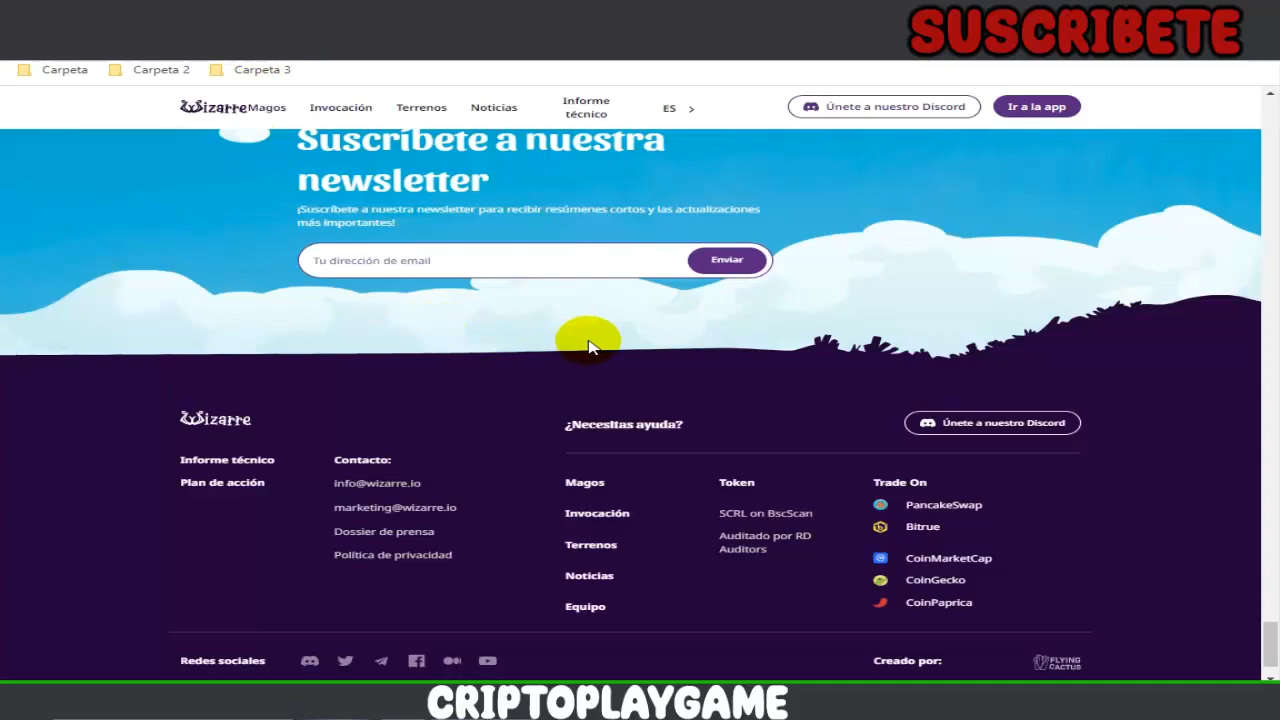 SUSCRIBETE
Carpeta Carpeta 2 Carpeta 3
Wizarre Magos Invocación Terrenos Noticias Informe técnico ES > Únete a nuestro Discord Ir a la app
Suscríbete a nuestra
newsletter
¡Suscríbete a nuestra newsletter para recibir resúmenes cortos y las actualizaciones
más importantes!
Tu dirección de email Enviar
Wizarre
¿Necesitas ayuda?
Únete a nuestro Discord
Informe técnico
Plan de acción
Contacto:
info@wizarre.io
marketing@wizarre.io
Dossier de prensa
Política de privacidad
Magos
Invocación
Terrenos
Noticias
Equipo
Token
SCRL on BscScan
Auditado por RD
Auditors
Trade On
PancakeSwap
Bitrue
CoinMarketCap
CoinGecko
CoinPaprica
Redes sociales
Creado por:
FLYING
CACTUS
CRIPTOPLAYGAME